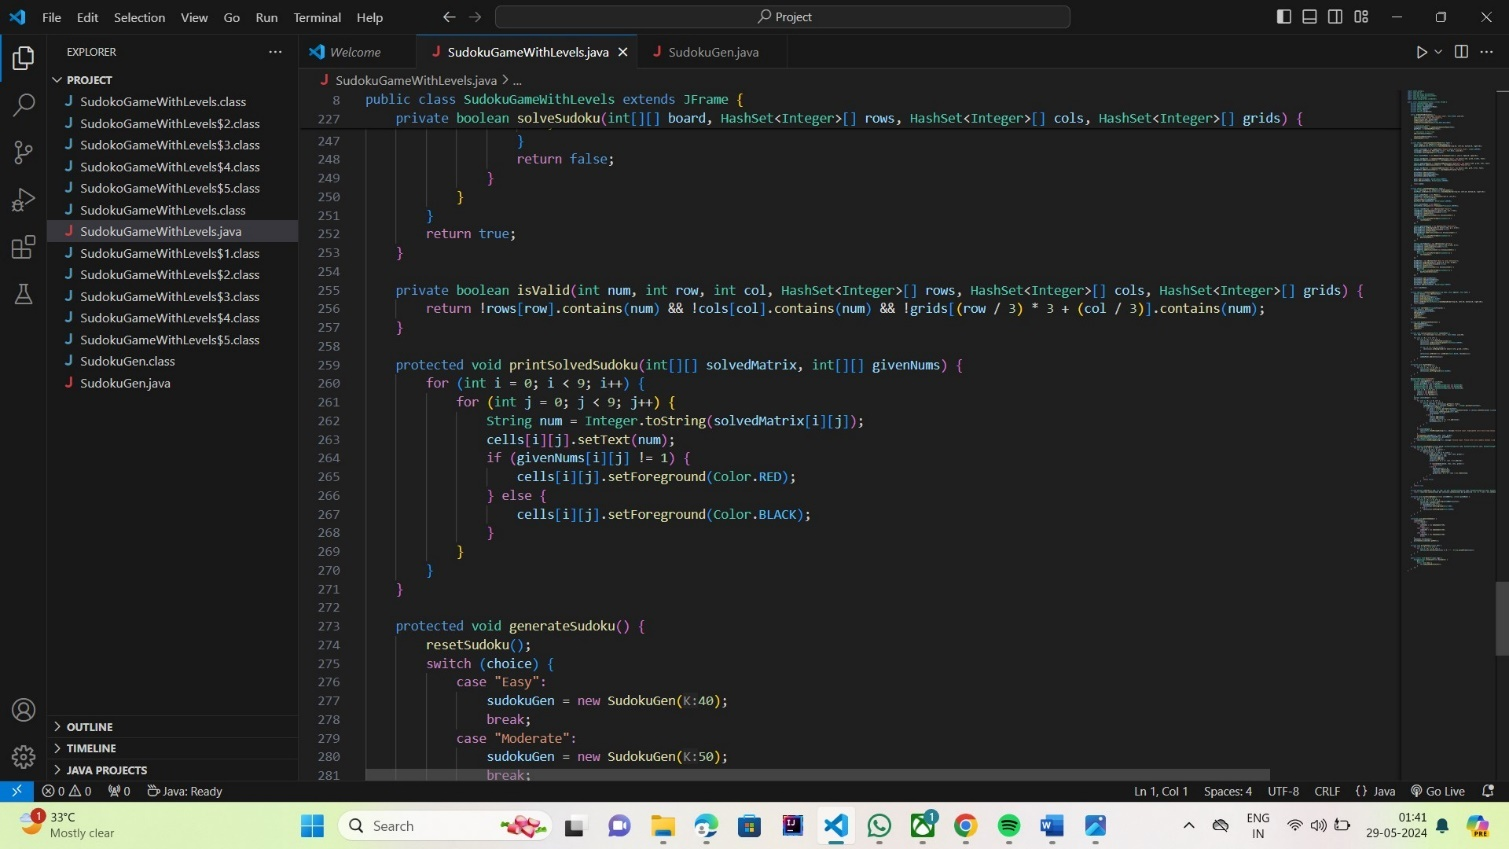 File Edit Selection View Go Run Terminal Help
Project
EXPLORER
Welcome
SudokuGameWithLevels.java
SudokuGen.java
PROJECT
SudokoGameWithLevels.class
SudokoGameWithLevels$2.class
SudokoGameWithLevels$3.class
SudokoGameWithLevels$4.class
SudokoGameWithLevels$5.class
SudokuGameWithLevels.class
SudokuGameWithLevels.java
SudokuGameWithLevels$1.class
SudokuGameWithLevels$2.class
SudokuGameWithLevels$3.class
SudokuGameWithLevels$4.class
SudokuGameWithLevels$5.class
SudokuGen.class
SudokuGen.java
OUTLINE
TIMELINE
JAVA PROJECTS
SudokuGameWithLevels.java > ...
8 public class SudokuGameWithLevels extends JFrame {
227 private boolean solveSudoku(int[][] board, HashSet<Integer>[] rows, HashSet<Integer>[] cols, HashSet<Integer>[] grids) {
247 }
248 return false;
249 }
250 }
251 }
252 return true;
253 }
254
255 private boolean isValid(int num, int row, int col, HashSet<Integer>[] rows, HashSet<Integer>[] cols, HashSet<Integer>[] grids) {
256 return !rows[row].contains(num) && !cols[col].contains(num) && !grids[(row / 3) * 3 + (col / 3)].contains(num);
257 }
258
259 protected void printSolvedSudoku(int[][] solvedMatrix, int[][] givenNums) {
260 for (int i = 0; i < 9; i++) {
261 for (int j = 0; j < 9; j++) {
262 String num = Integer.toString(solvedMatrix[i][j]);
263 cells[i][j].setText(num);
264 if (givenNums[i][j] != 1) {
265 cells[i][j].setForeground(Color.RED);
266 } else {
267 cells[i][j].setForeground(Color.BLACK);
268 }
269 }
270 }
271 }
272
273 protected void generateSudoku() {
274 resetSudoku();
275 switch (choice) {
276 case "Easy":
277 sudokuGen = new SudokuGen(K:40);
278 break;
279 case "Moderate":
280 sudokuGen = new SudokuGen(K:50);
281 break;
0 0 0 Java: Ready
Ln 1, Col 1 Spaces: 4 UTF-8 CRLF {} Java Go Live
1
33°C
Mostly clear
Search
1
ENG
IN
01:41
29-05-2024
PRE